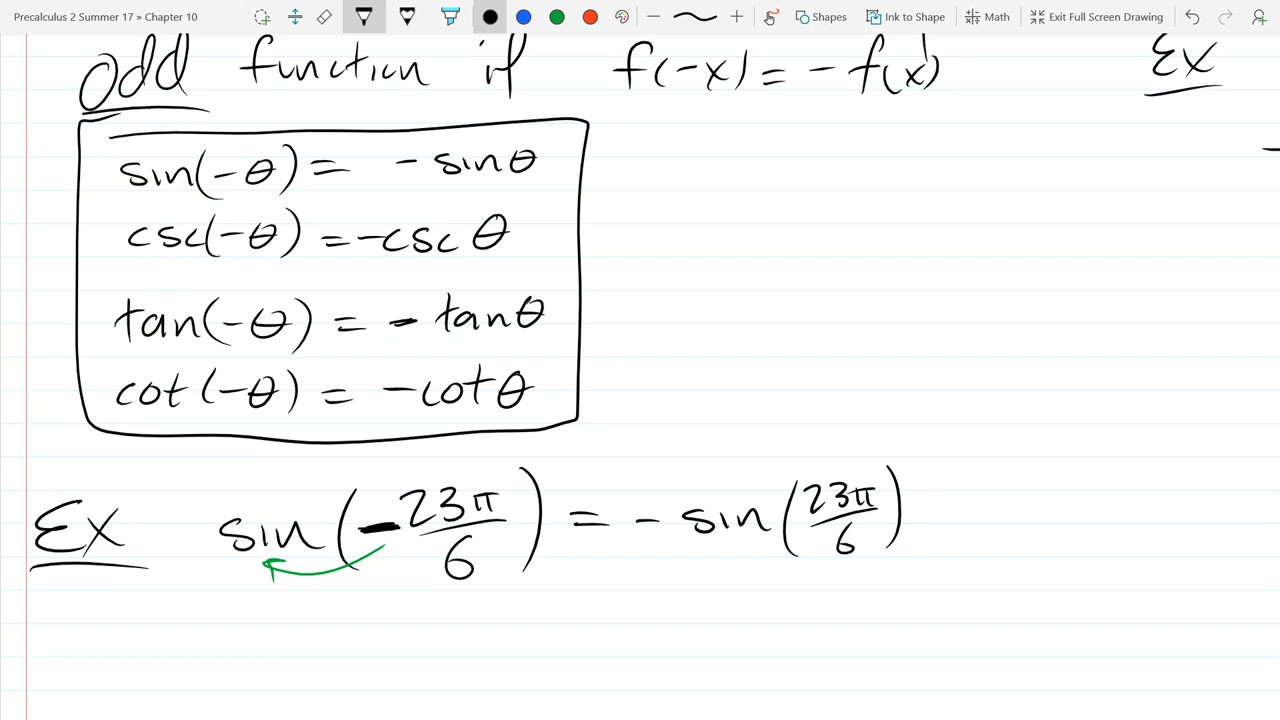 Precalculus 2 Summer 17 » Chapter 10 Shapes Ink to Shape Math Exit Full Screen Drawing
Odd function if f(-x) = - f(x) Ex
sin(-θ) = - sinθ
csc(-θ) = -csc θ
tan(-θ) = - tanθ
cot(-θ) = -cotθ
Ex sin(-23π/6) = - sin(23π/6)